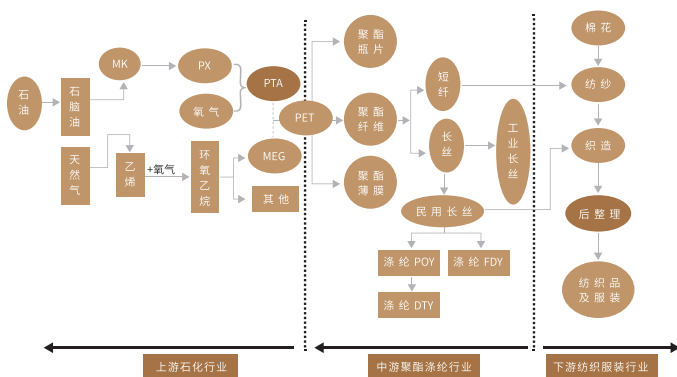 石
油
石
脑
油
MK
PX
氧 气
PTA
天
然
气
乙
烯
+氧气
环
氧
乙
烷
MEG
其 他
PET
聚 酯
瓶 片
聚 酯
纤 维
聚 酯
薄 膜
短
纤
长
丝
工
业
长
丝
民 用 长 丝
涤 纶 POY
涤 纶 FDY
涤 纶 DTY
棉 花
纺 纱
织 造
后 整 理
纺 织 品
及 服 装
上游石化行业
中游聚酯涤纶行业
下游纺织服装行业